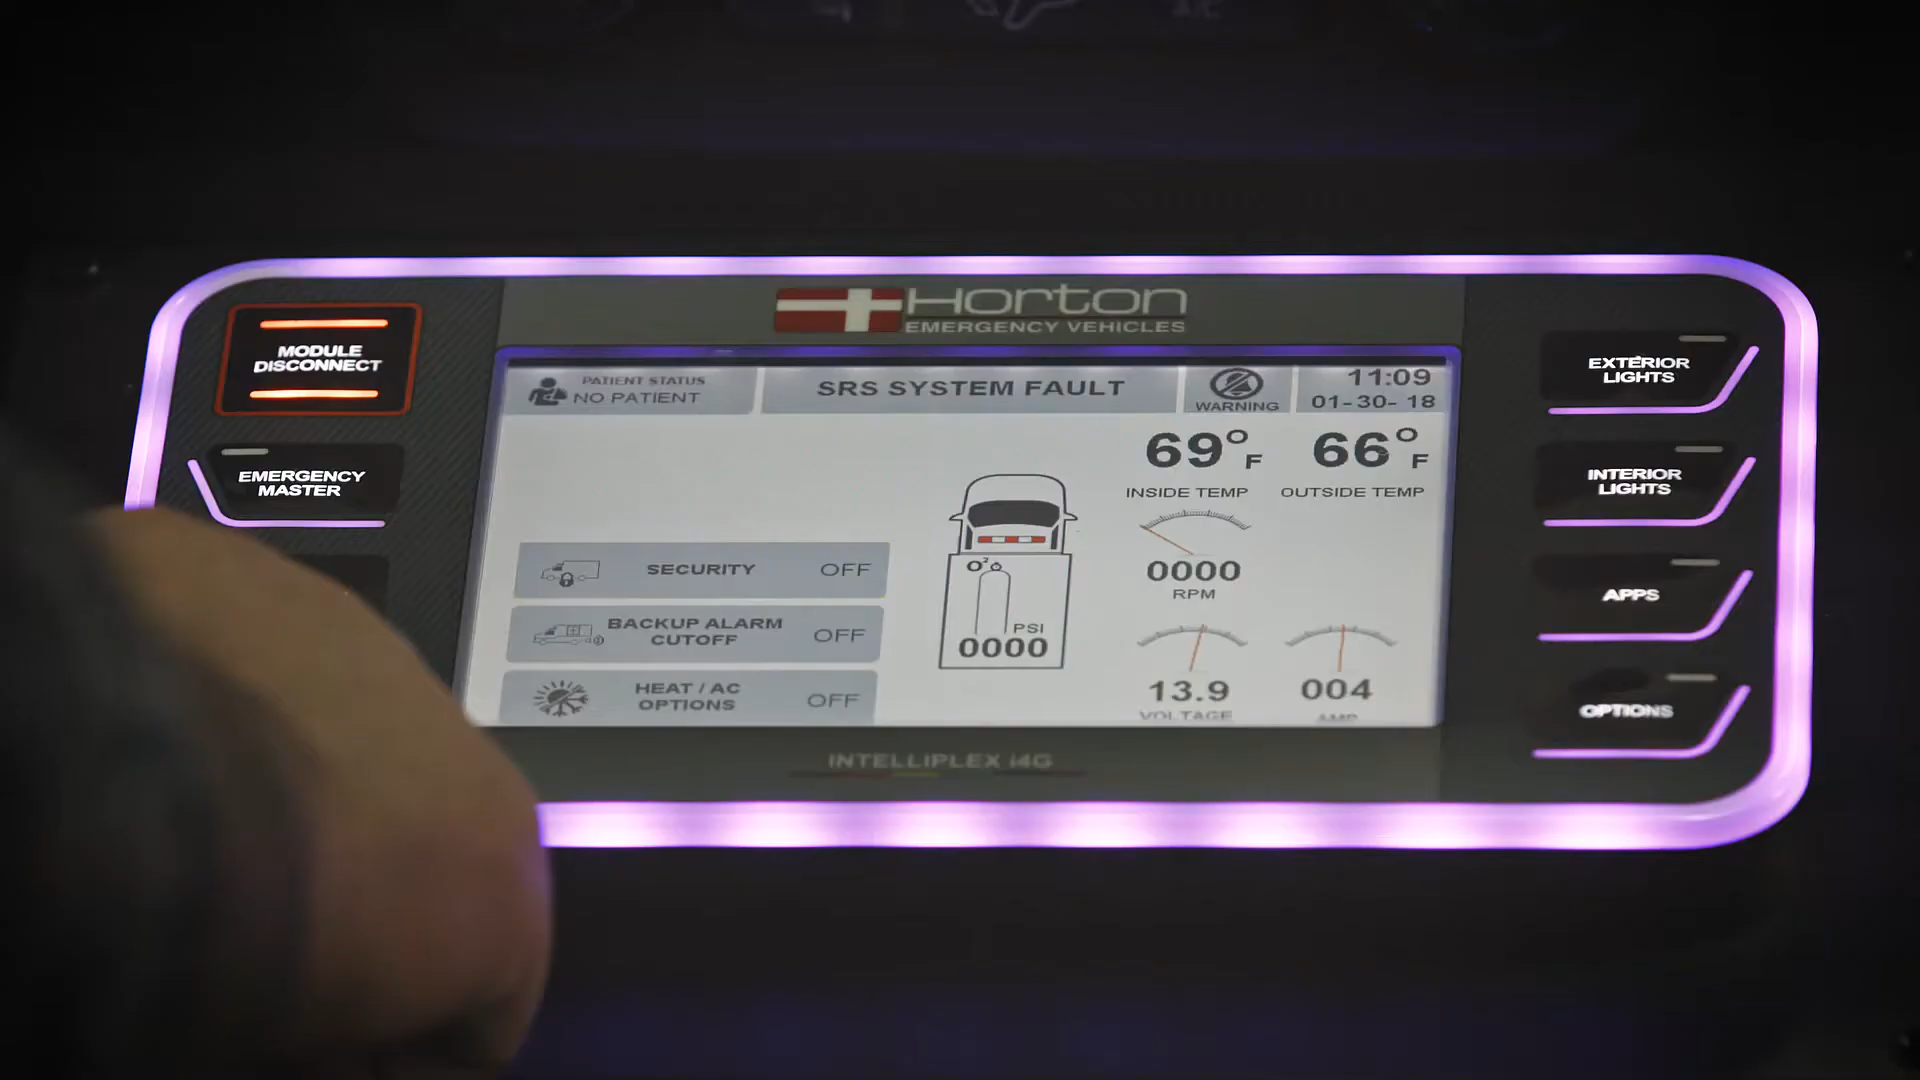 Horton
EMERGENCY VEHICLES
MODULE
DISCONNECT
EMERGENCY
MASTER
PATIENT STATUS
NO PATIENT
SRS SYSTEM FAULT
WARNING
11:09
01-30-18
69°F
INSIDE TEMP
66°F
OUTSIDE TEMP
SECURITY OFF
BACKUP ALARM
CUTOFF OFF
HEAT / AC
OPTIONS OFF
O²
PSI
0000
0000
RPM
13.9
VOLTAGE
004
AMP
EXTERIOR
LIGHTS
INTERIOR
LIGHTS
APPS
OPTIONS
INTELLIPLEX i4G